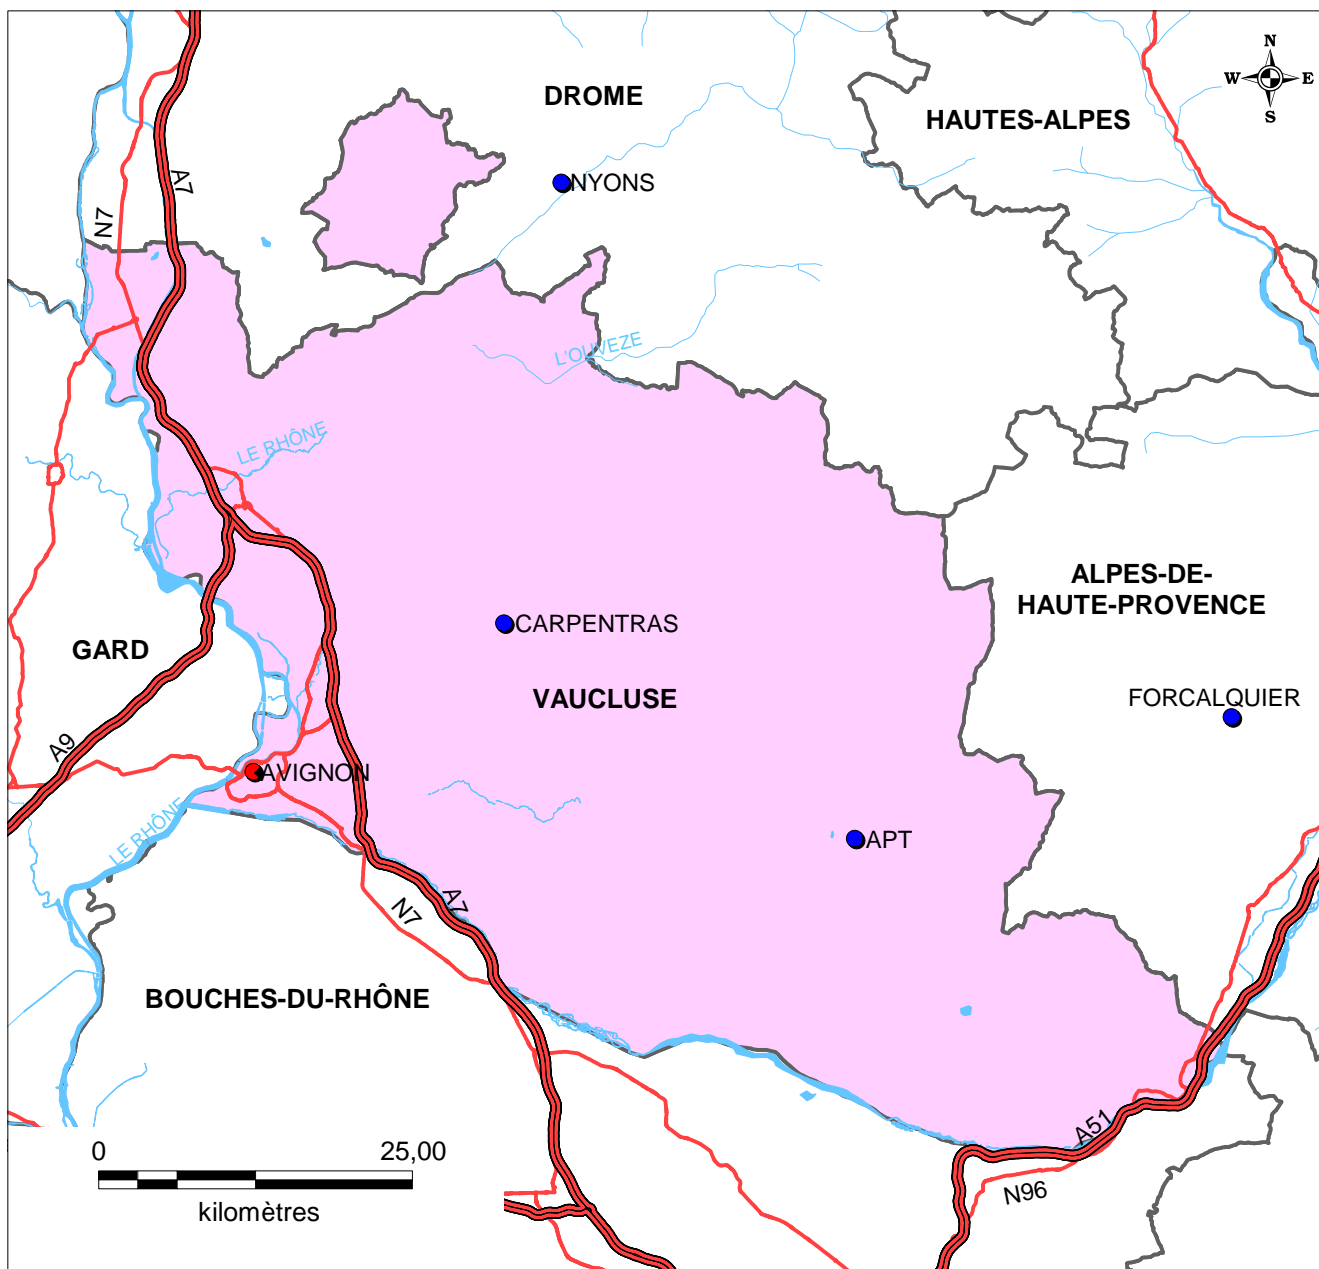 N
W E
S
DROME
HAUTES-ALPES
A7
NYONS
N7
L'OUVEZE
LE RHÔNE
ALPES-DE-
HAUTE-PROVENCE
CARPENTRAS
GARD
VAUCLUSE
FORCALQUIER
A9
AVIGNON
LE RHÔNE
APT
A7
N7
BOUCHES-DU-RHÔNE
A51
N96
0 25,00
kilomètres